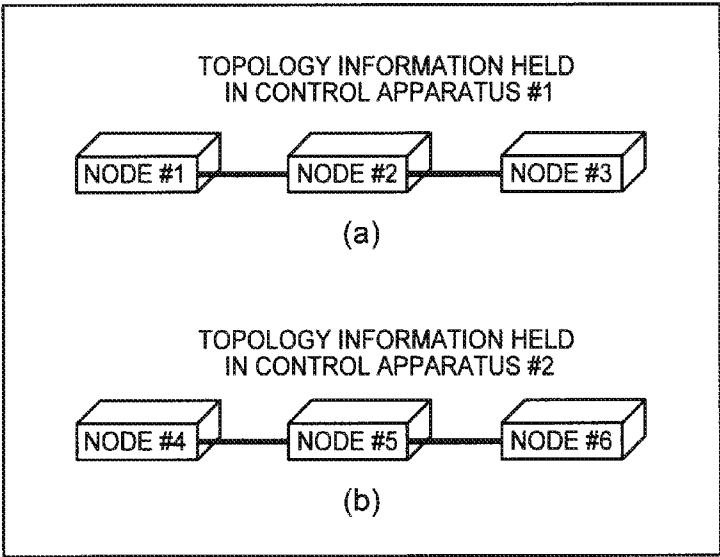 TOPOLOGY INFORMATION HELD
IN CONTROL APPARATUS #1
NODE #1 NODE #2 NODE #3
(a)
TOPOLOGY INFORMATION HELD
IN CONTROL APPARATUS #2
NODE #4 NODE #5 NODE #6
(b)